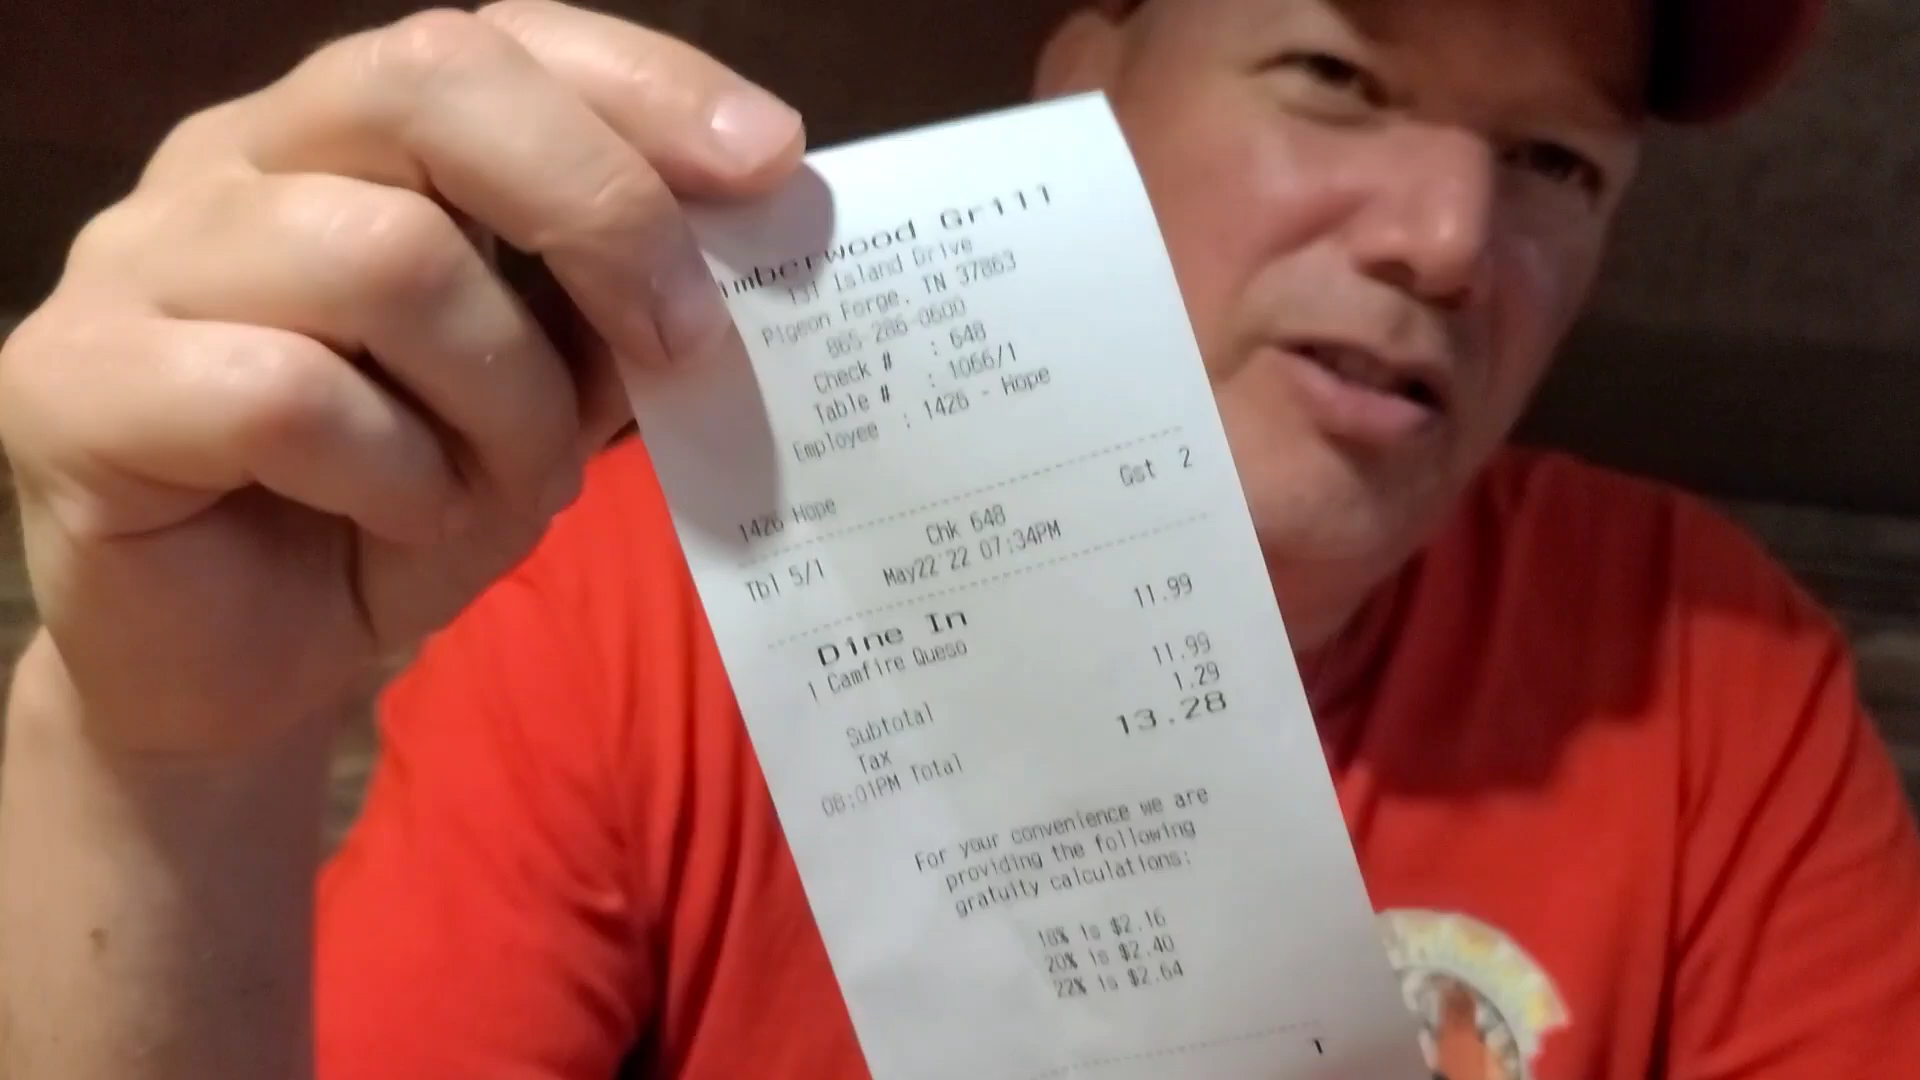 imberwood Grill
131 Island Drive
Pigeon Forge, TN 37863
865-286-0600
Check # : 648
Table # : 1066/1
Employee : 1426 - Hope
1426 Hope
Tbl 5/1 Chk 648 Gst 2
May22'22 07:34PM
Dine In
1 Camfire Queso 11.99
Subtotal 11.99
Tax 1.29
08:01PM Total 13.28
For your convenience we are
providing the following
gratuity calculations:
18% is $2.16
20% is $2.40
22% is $2.64
1